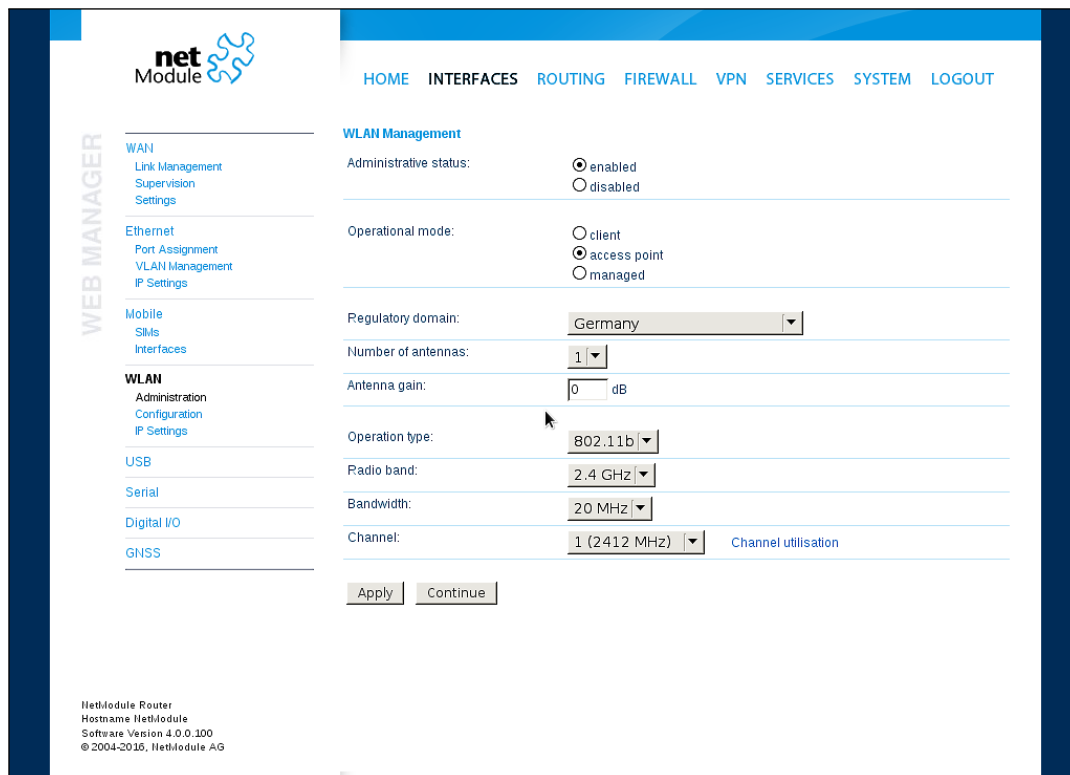 net
Module
HOME INTERFACES ROUTING FIREWALL VPN SERVICES SYSTEM LOGOUT
WEB MANAGER
WAN
Link Management
Supervision
Settings
Ethernet
Port Assignment
VLAN Management
IP Settings
Mobile
SIMs
Interfaces
WLAN
Administration
Configuration
IP Settings
USB
Serial
Digital I/O
GNSS
WLAN Management
Administrative status:
enabled
disabled
Operational mode:
client
access point
managed
Regulatory domain: Germany
Number of antennas: 1
Antenna gain: 0 dB
Operation type: 802.11b
Radio band: 2.4 GHz
Bandwidth: 20 MHz
Channel: 1 (2412 MHz) Channel utilisation
Apply Continue
NetModule Router
Hostname NetModule
Software Version 4.0.0.100
© 2004-2016, NetModule AG